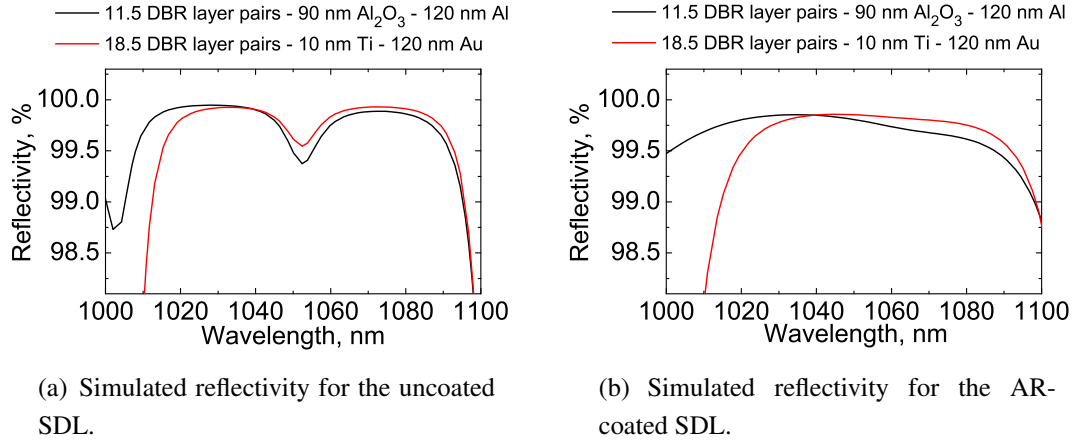 11.5 DBR layer pairs - 90 nm Al₂O₃ - 120 nm Al
18.5 DBR layer pairs - 10 nm Ti - 120 nm Au
100.0
99.5
99.0
98.5
Reflectivity, %
1000 1020 1040 1060 1080 1100
Wavelength, nm
(a) Simulated reflectivity for the uncoated
SDL.
11.5 DBR layer pairs - 90 nm Al₂O₃ - 120 nm Al
18.5 DBR layer pairs - 10 nm Ti - 120 nm Au
100.0
99.5
99.0
98.5
Reflectivity, %
1000 1020 1040 1060 1080 1100
Wavelength, nm
(b) Simulated reflectivity for the AR-
coated SDL.